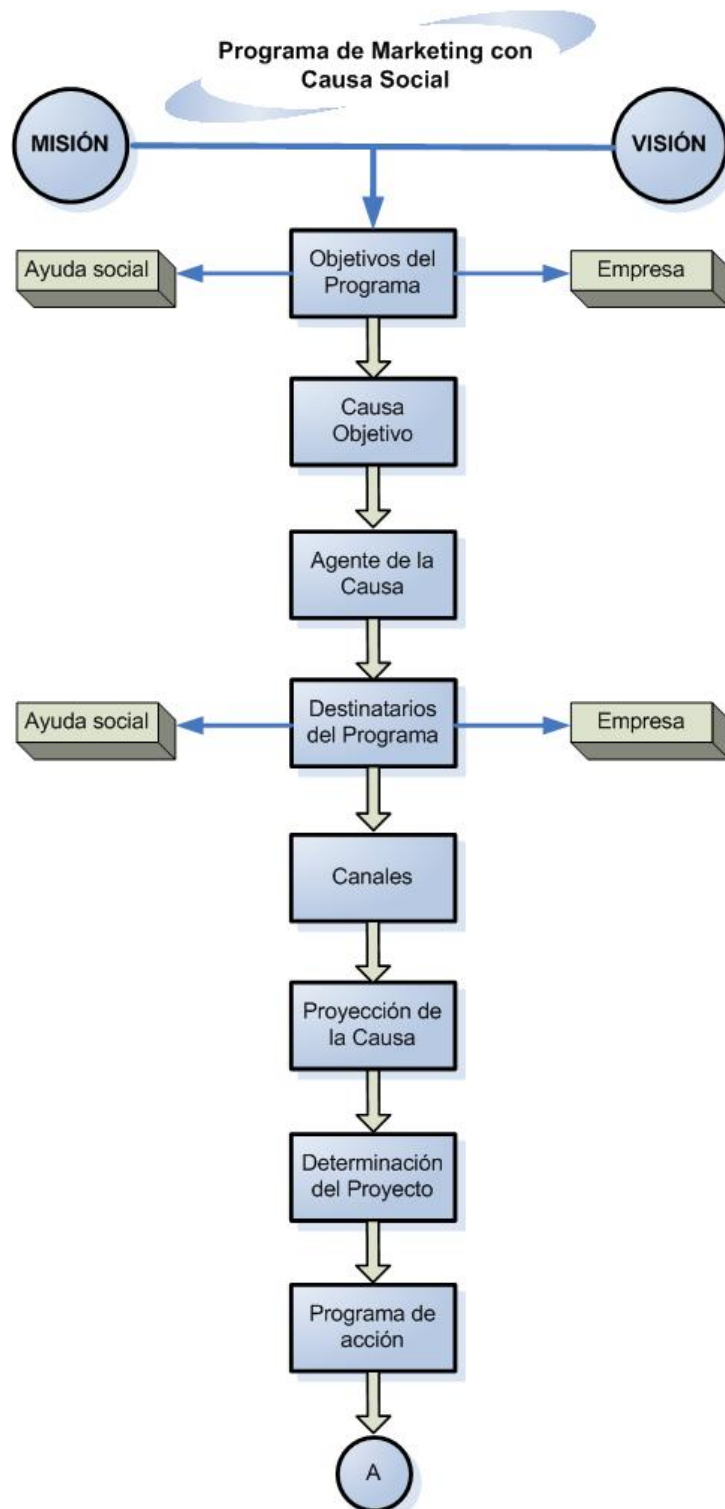 Programa de Marketing con
Causa Social
MISIÓN
VISIÓN
Objetivos del
Programa
Ayuda social
Empresa
Causa
Objetivo
Agente de la
Causa
Destinatarios
del Programa
Ayuda social
Empresa
Canales
Proyección de
la Causa
Determinación
del Proyecto
Programa de
acción
A